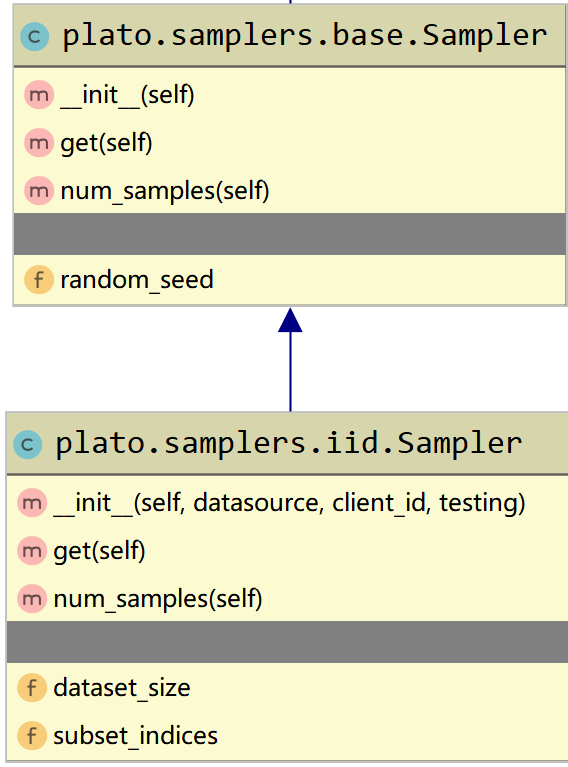 c plato.samplers.base.Sampler
m __init__(self)
m get(self)
m num_samples(self)
f random_seed
c plato.samplers.iid.Sampler
m __init__(self, datasource, client_id, testing)
m get(self)
m num_samples(self)
f dataset_size
f subset_indices